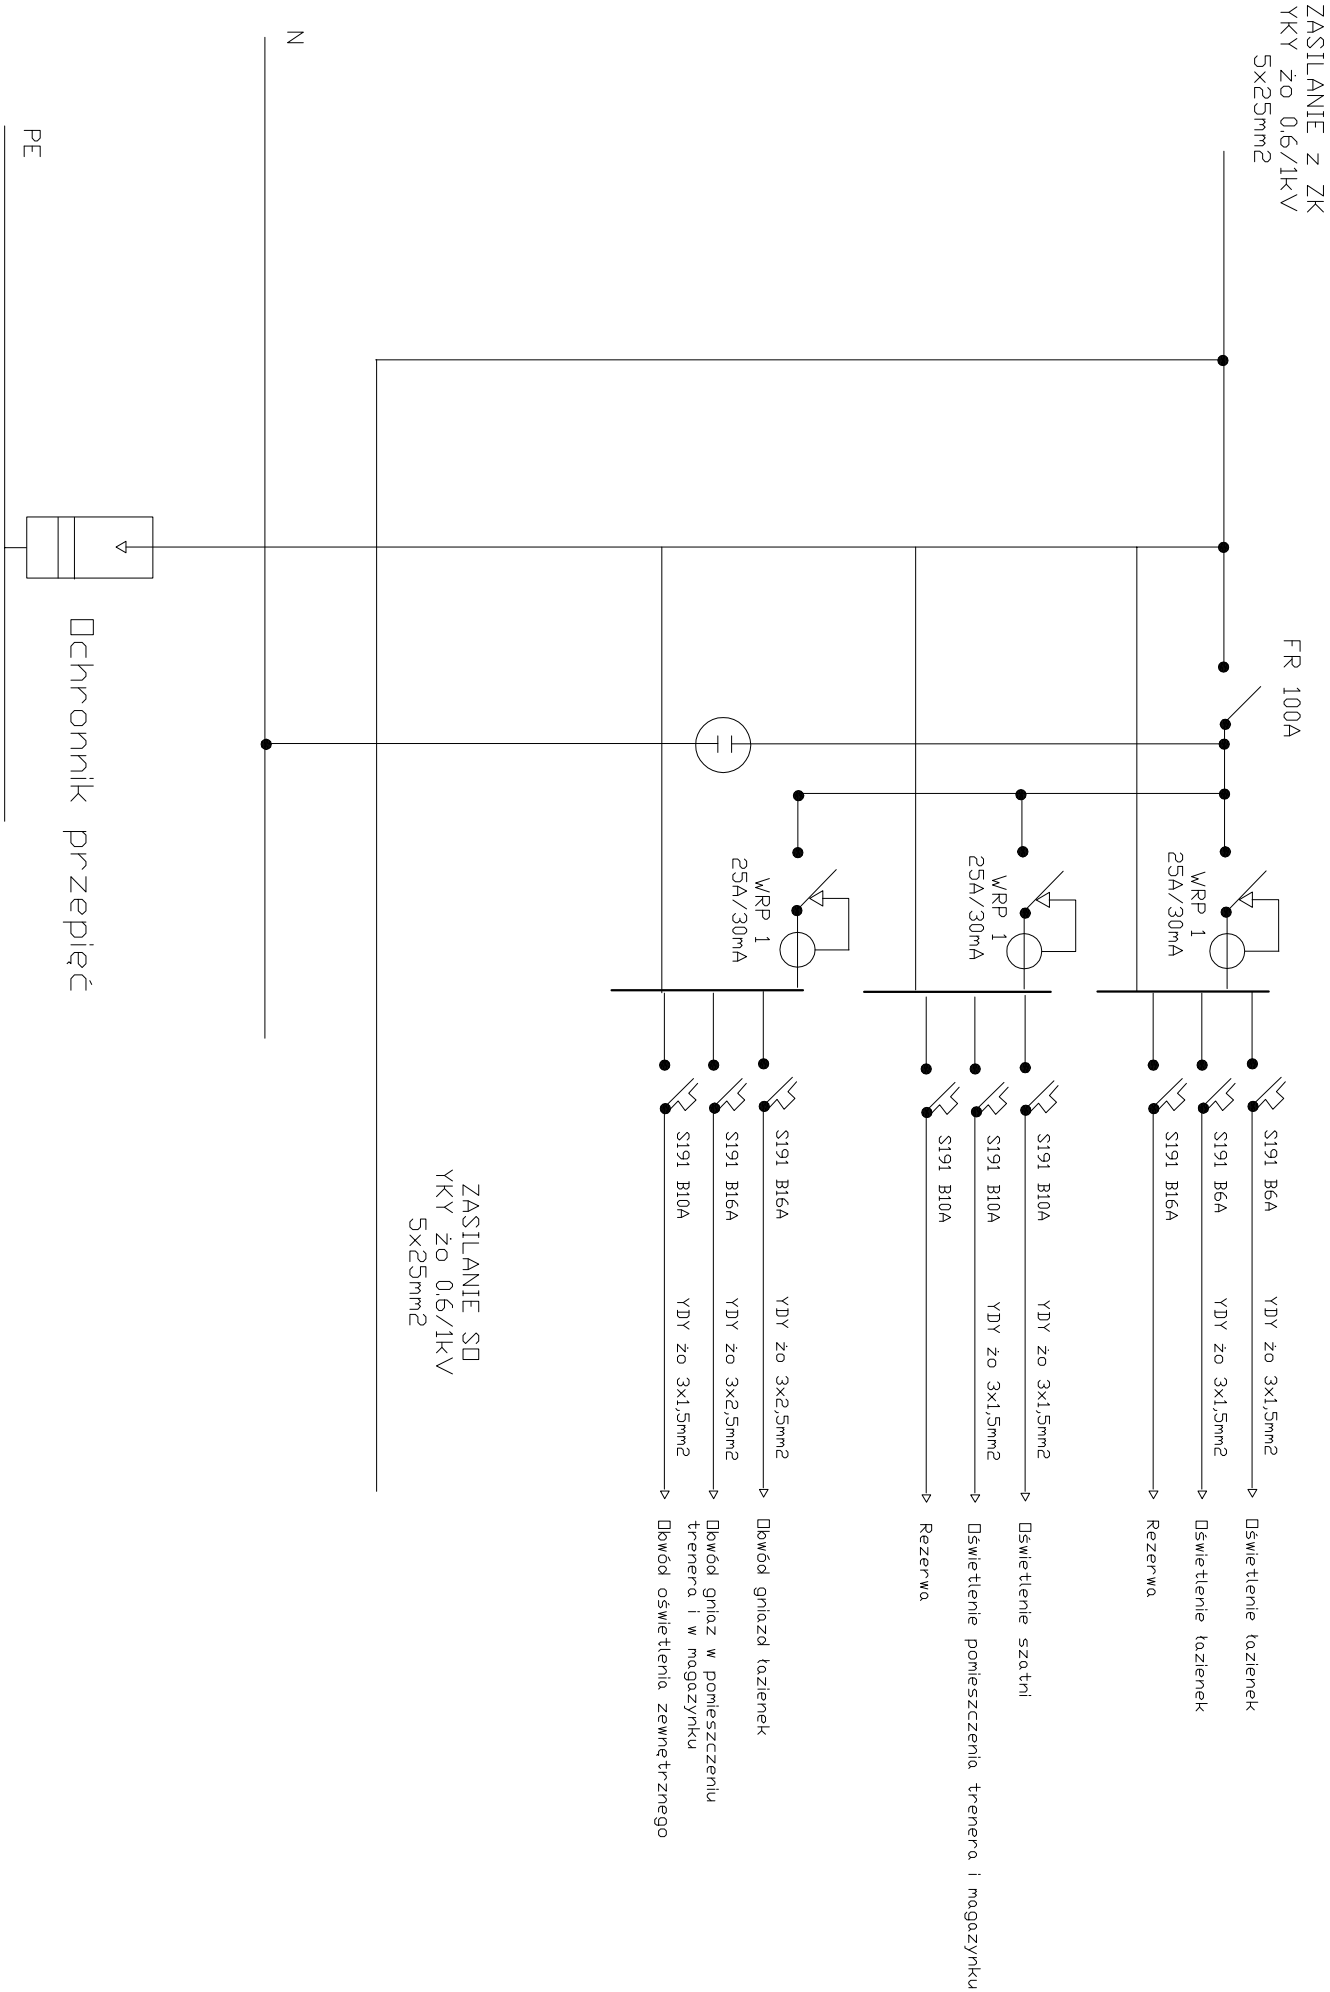 ZASILANIE z ZK
YKY żo 0.6/1kV
5x25mm2
FR 100A
WRP 1
25A/30mA
S191 B6A
YDY żo 3x1,5mm2
Oświetlenie łazienek
S191 B6A
YDY żo 3x1,5mm2
Oświetlenie łazienek
S191 B16A
Rezerwa
WRP 1
25A/30mA
S191 B10A
YDY żo 3x1,5mm2
Oświetlenie szatni
S191 B10A
YDY żo 3x1,5mm2
Oświetlenie pomieszczenia trenera i magazynku
S191 B10A
Rezerwa
WRP 1
25A/30mA
S191 B16A
YDY żo 3x2,5mm2
Obwód gniazd łazienek
S191 B16A
YDY żo 3x2,5mm2
Obwód gniaz w pomieszczeniu
trenera i w magazynku
S191 B10A
YDY żo 3x1,5mm2
Obwód oświetlenia zewnętrznego
ZASILANIE SO
YKY żo 0.6/1kV
5x25mm2
N
Ochronnik przepięć
PE